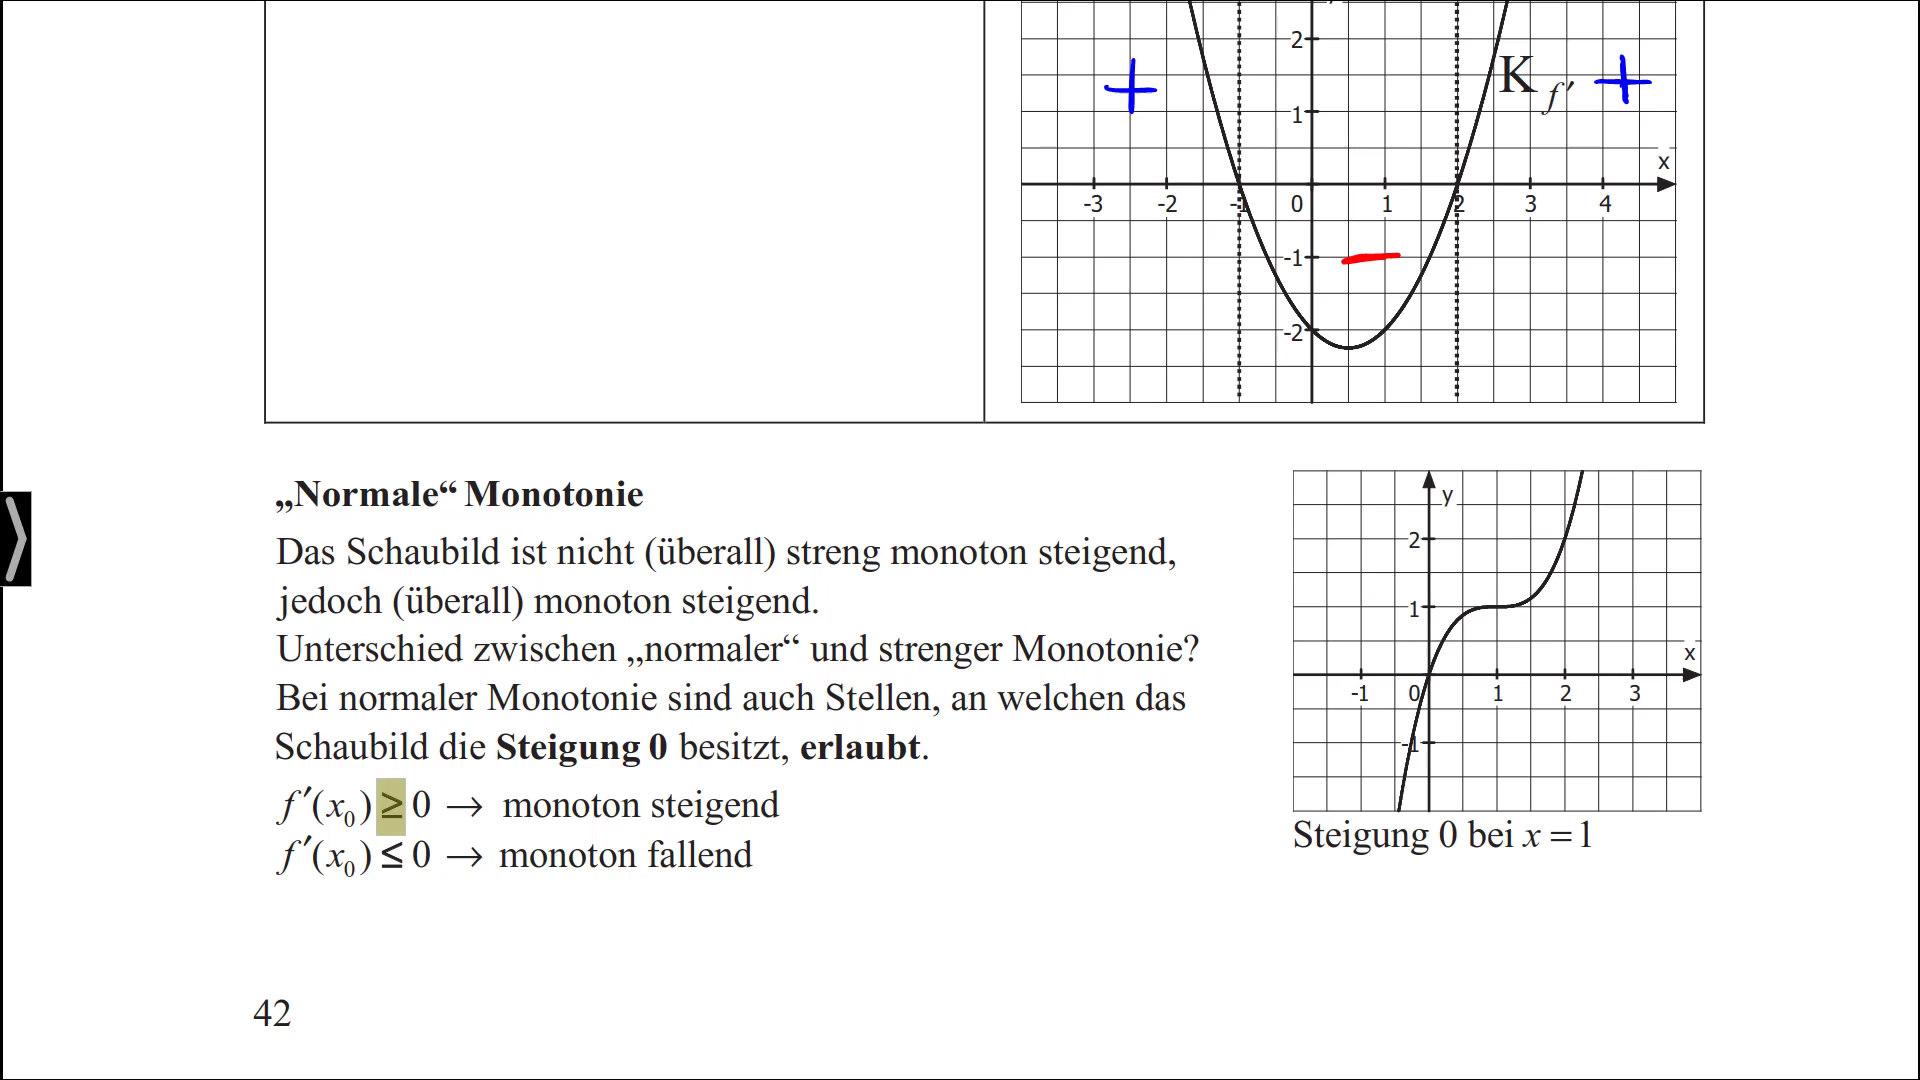 2
1
K f′
x
-3 -2 -1 0 1 2 3 4
-1
-2
„Normale“ Monotonie
Das Schaubild ist nicht (überall) streng monoton steigend,
jedoch (überall) monoton steigend.
Unterschied zwischen „normaler“ und strenger Monotonie?
Bei normaler Monotonie sind auch Stellen, an welchen das
Schaubild die Steigung 0 besitzt, erlaubt.
f′(x₀) ≥ 0 → monoton steigend
f′(x₀) ≤ 0 → monoton fallend
y
2
1
x
-1 0 1 2 3
-1
Steigung 0 bei x = 1
42